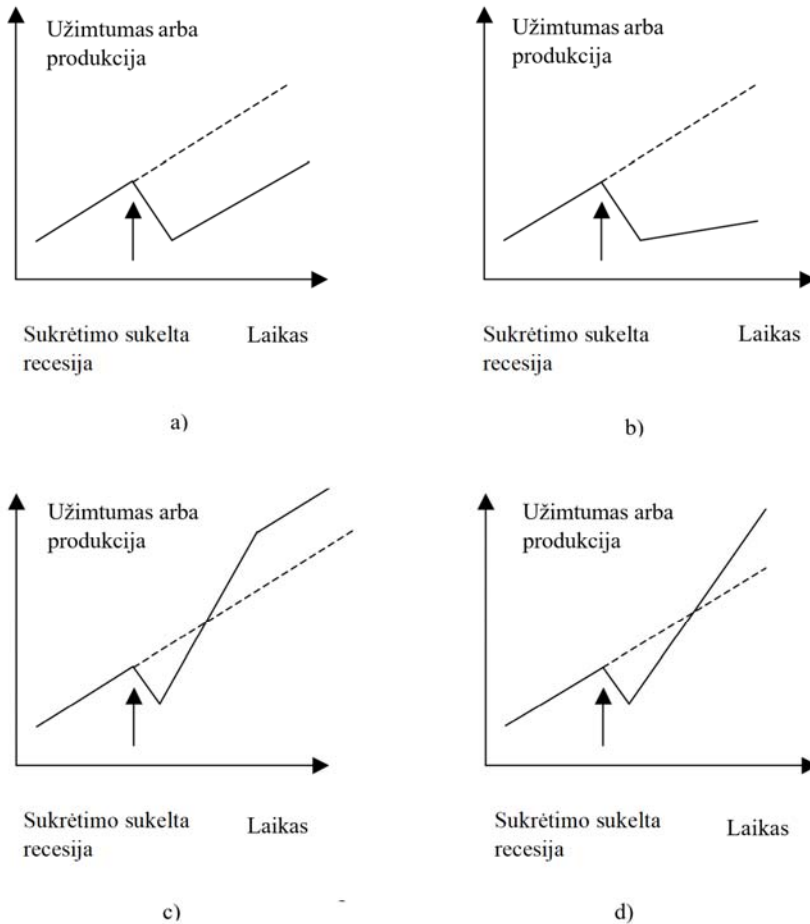 Užimtumas arba
produkcija
Sukrėtimo sukelta
recesija
Laikas
a)
Užimtumas arba
produkcija
Sukrėtimo sukelta
recesija
Laikas
b)
Užimtumas arba
produkcija
Sukrėtimo sukelta
recesija
Laikas
c)
Užimtumas arba
produkcija
Sukrėtimo sukelta
recesija
Laikas
d)